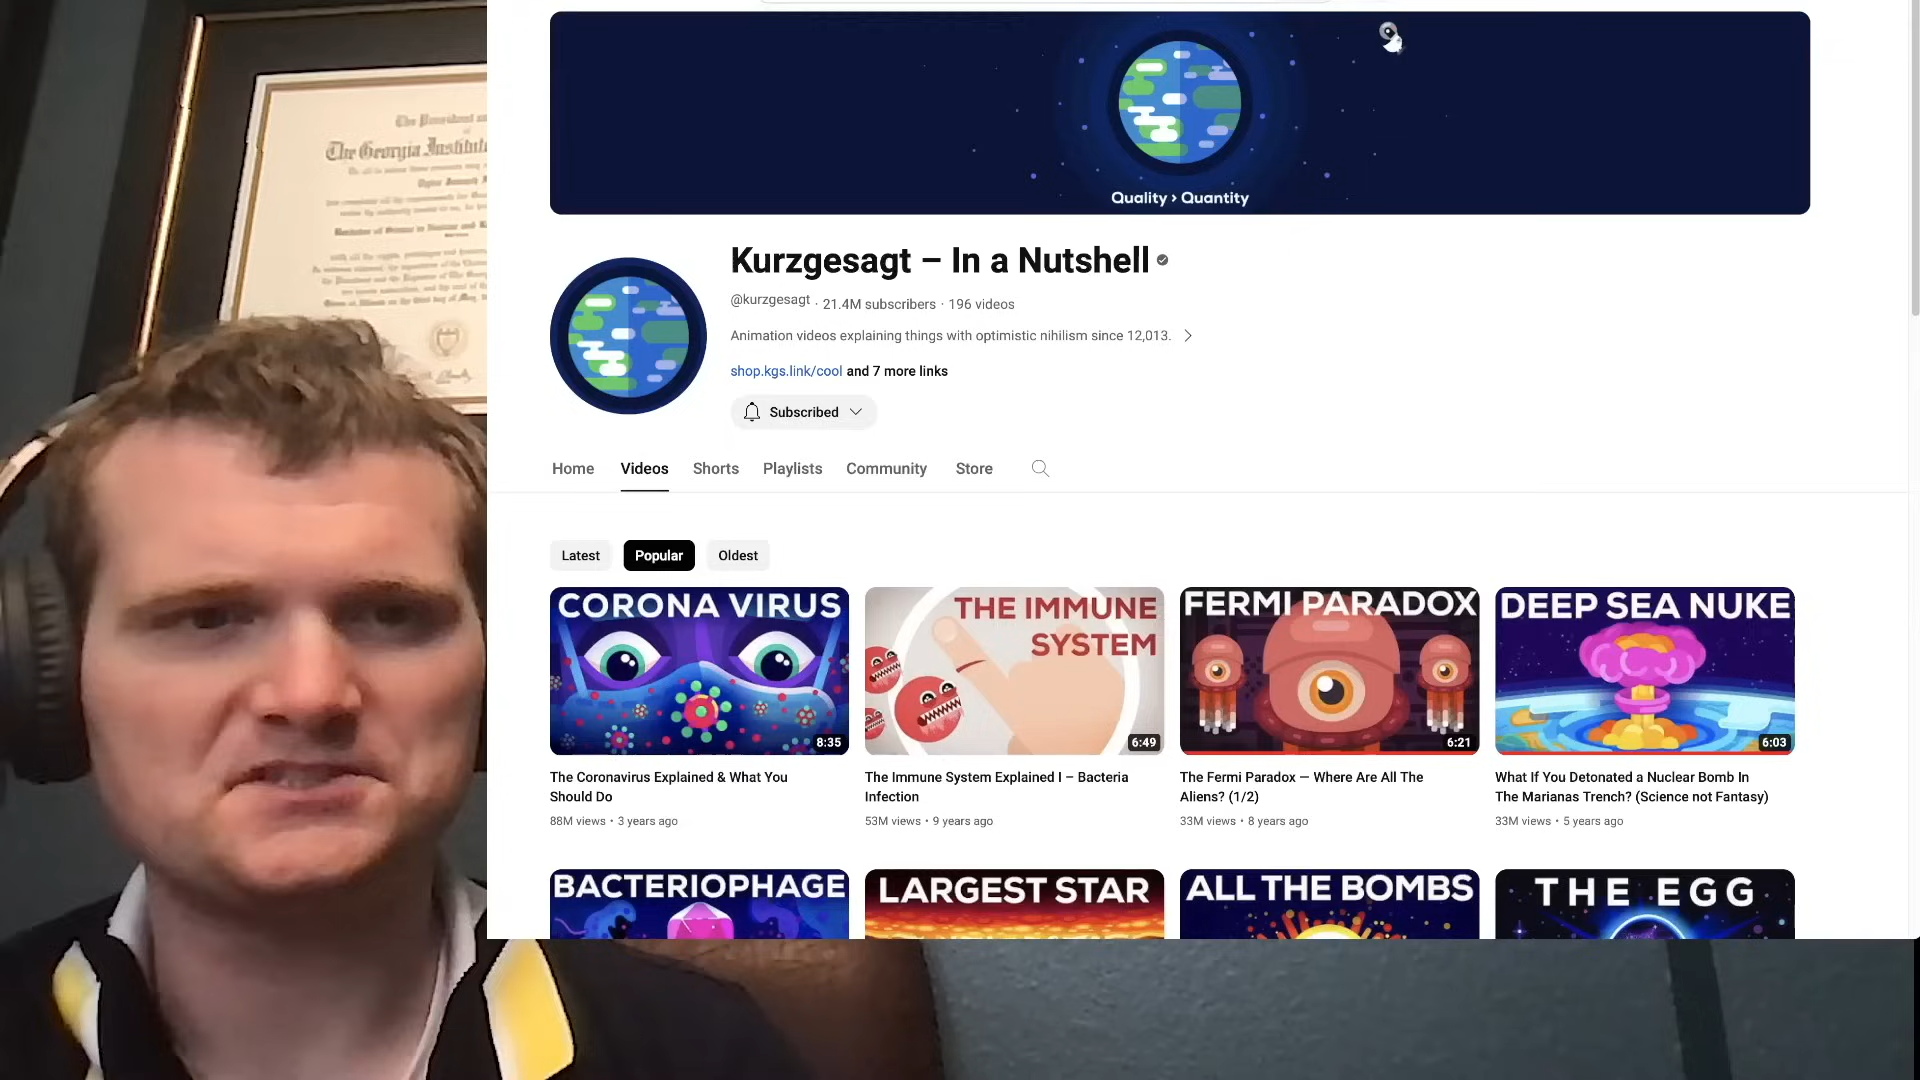 The President a
The Georgia Institut
Quality > Quantity
Kurzgesagt – In a Nutshell
@kurzgesagt · 21.4M subscribers · 196 videos
Animation videos explaining things with optimistic nihilism since 12,013.
shop.kgs.link/cool and 7 more links
Subscribed
Home Videos Shorts Playlists Community Store
Latest Popular Oldest
CORONA VIRUS
8:35
The Coronavirus Explained & What You
Should Do
88M views • 3 years ago
THE IMMUNE
SYSTEM
6:49
The Immune System Explained I – Bacteria
Infection
53M views • 9 years ago
FERMI PARADOX
6:21
The Fermi Paradox — Where Are All The
Aliens? (1/2)
33M views • 8 years ago
DEEP SEA NUKE
6:03
What If You Detonated a Nuclear Bomb In
The Marianas Trench? (Science not Fantasy)
33M views • 5 years ago
BACTERIOPHAGE
LARGEST STAR
ALL THE BOMBS
THE EGG